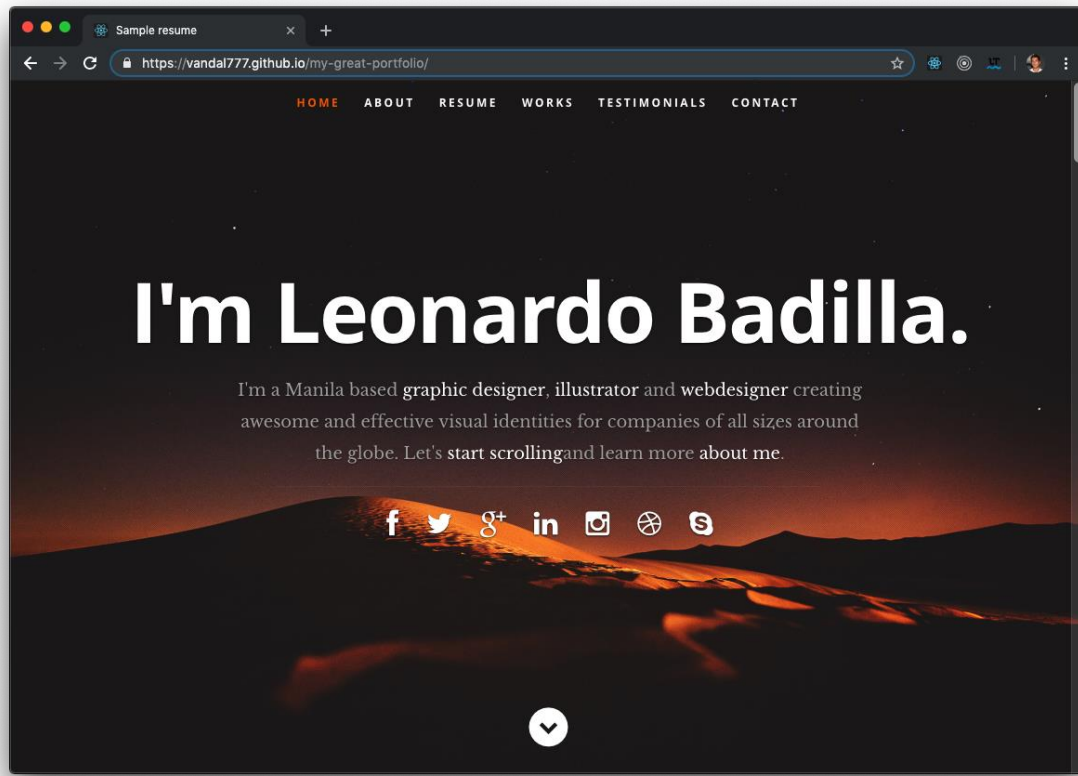 Sample resume
https://vandal777.github.io/my-great-portfolio/
HOME ABOUT RESUME WORKS TESTIMONIALS CONTACT
I'm Leonardo Badilla.
I'm a Manila based graphic designer, illustrator and webdesigner creating
awesome and effective visual identities for companies of all sizes around
the globe. Let's start scrollingand learn more about me.